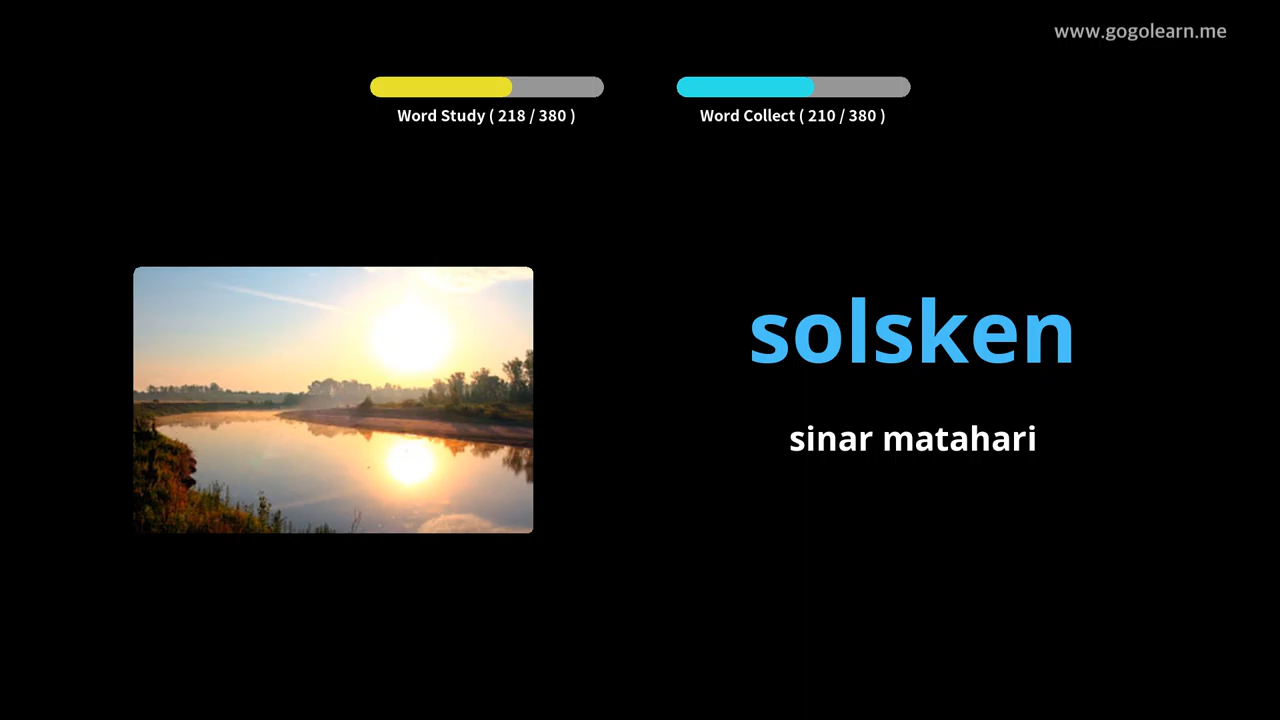 www.gogolearn.me
Word Study ( 218 / 380 )
Word Collect ( 210 / 380 )
solsken
sinar matahari